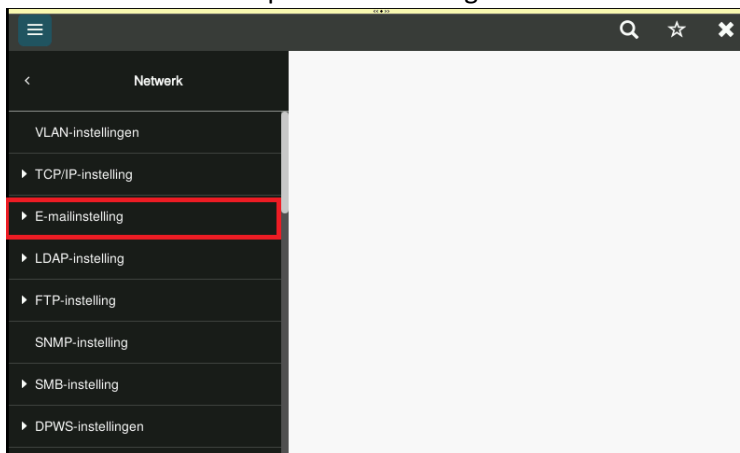 Netwerk
VLAN-instellingen
TCP/IP-instelling
E-mailinstelling
LDAP-instelling
FTP-instelling
SNMP-instelling
SMB-instelling
DPWS-instellingen